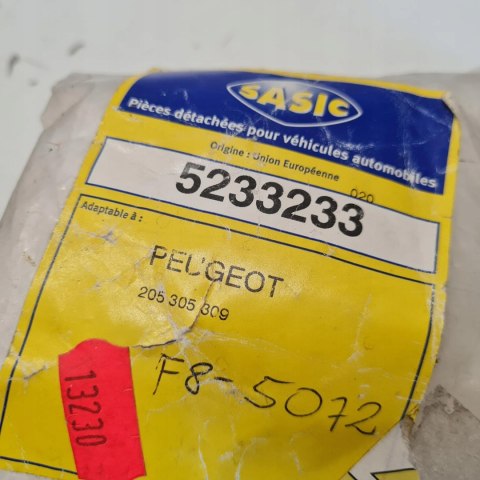 SASIC
Pièces détachées pour véhicules automobiles
Origine : Union Européenne
020
5233233
Adaptable à :
PEUGEOT
205 305 309
F8-5072
13230